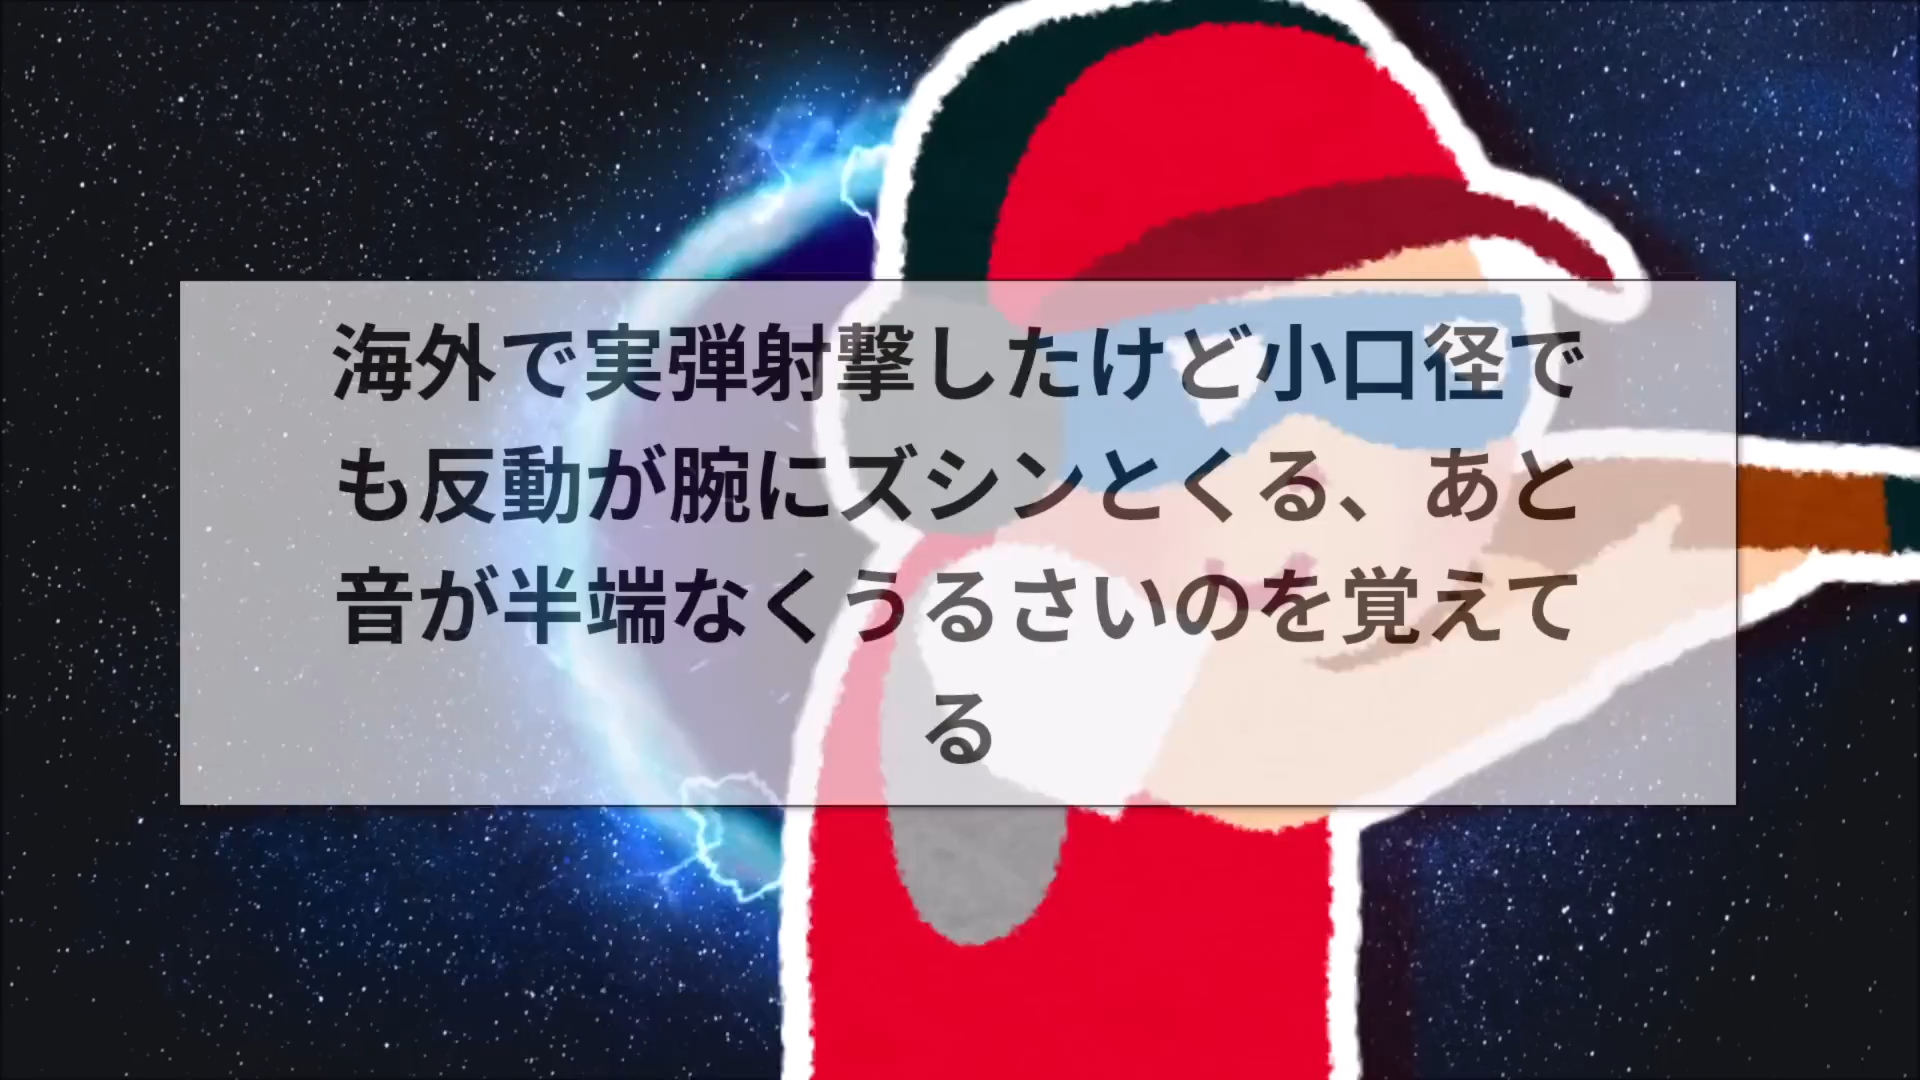 海外で実弾射撃したけど小口径で
も反動が腕にズシンとくる、あと
音が半端なくうるさいのを覚えて
る